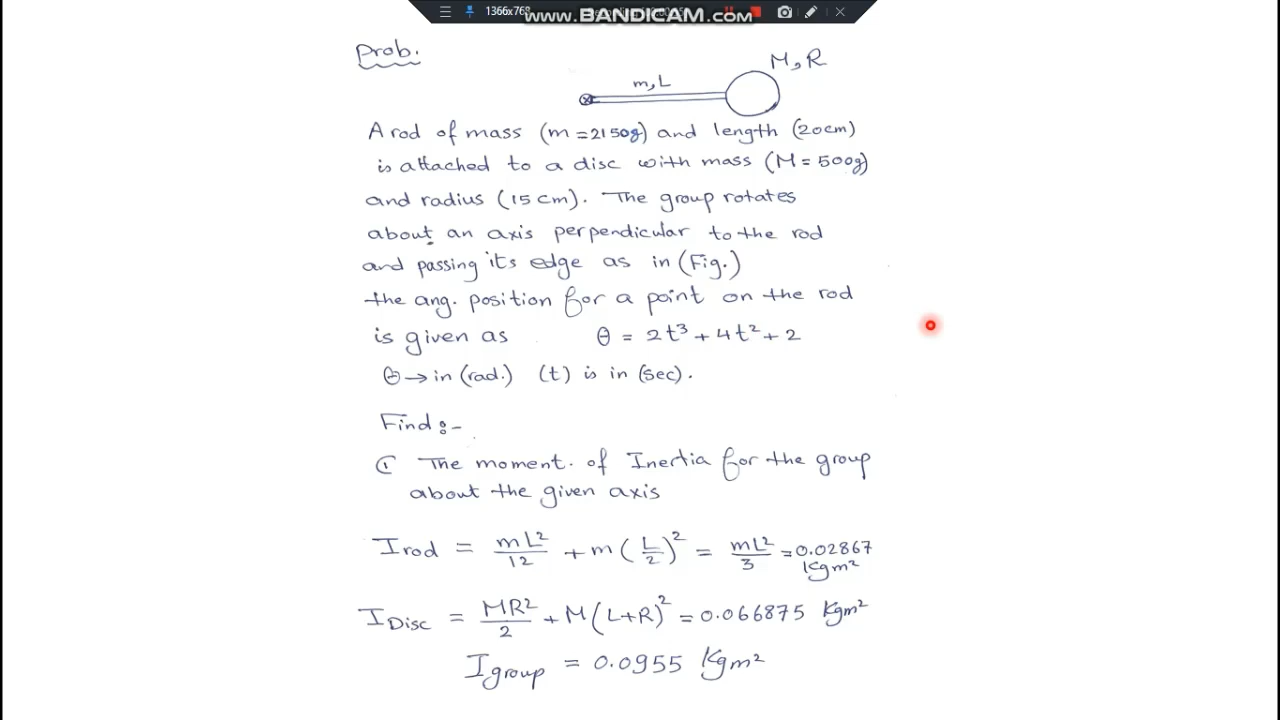 1366x768
www.BANDICAM.com
Prob.
M, R
m, L
A rod of mass (m = 2150g) and length (20cm)
is attached to a disc with mass (M = 500g)
and radius (15 cm). The group rotates
about an axis perpendicular to the rod
and passing its edge as in (Fig.)
the ang. position for a point on the rod
is given as θ = 2t³ + 4t² + 2
θ → in (rad.) (t) is in (sec).
Find :-
① The moment. of Inertia for the group
about the given axis
I rod = mL²/12 + m(L/2)² = mL²/3 = 0.02867
Kgm²
I Disc = MR²/2 + M(L+R)² = 0.066875 Kgm²
I group = 0.0955 Kgm²